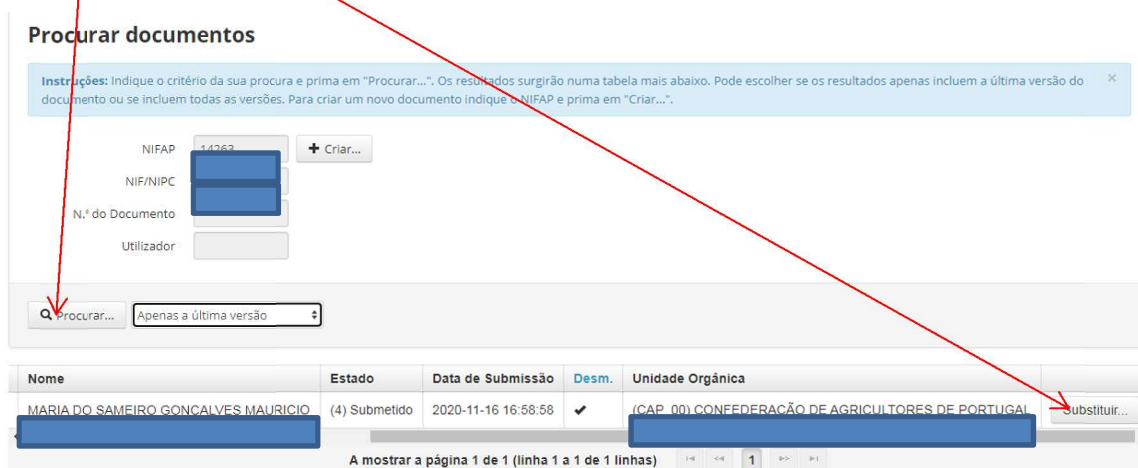 Procurar documentos
Instruções: Indique o critério da sua procura e prima em "Procurar...". Os resultados surgirão numa tabela mais abaixo. Pode escolher se os resultados apenas incluem a última versão do
documento ou se incluem todas as versões. Para criar um novo documento indique o NIFAP e prima em "Criar...".
NIFAP 14263 Criar...
NIF/NIPC
N.º do Documento
Utilizador
Procurar... Apenas a última versão
Nome Estado Data de Submissão Desm. Unidade Orgânica
MARIA DO SAMEIRO GONCALVES MAURICIO (4) Submetido 2020-11-16 16:58:58 ✔ (CAP_00) CONFEDERAÇÃO DE AGRICULTORES DE PORTUGAL Substituir...
A mostrar a página 1 de 1 (linha 1 a 1 de 1 linhas) 1